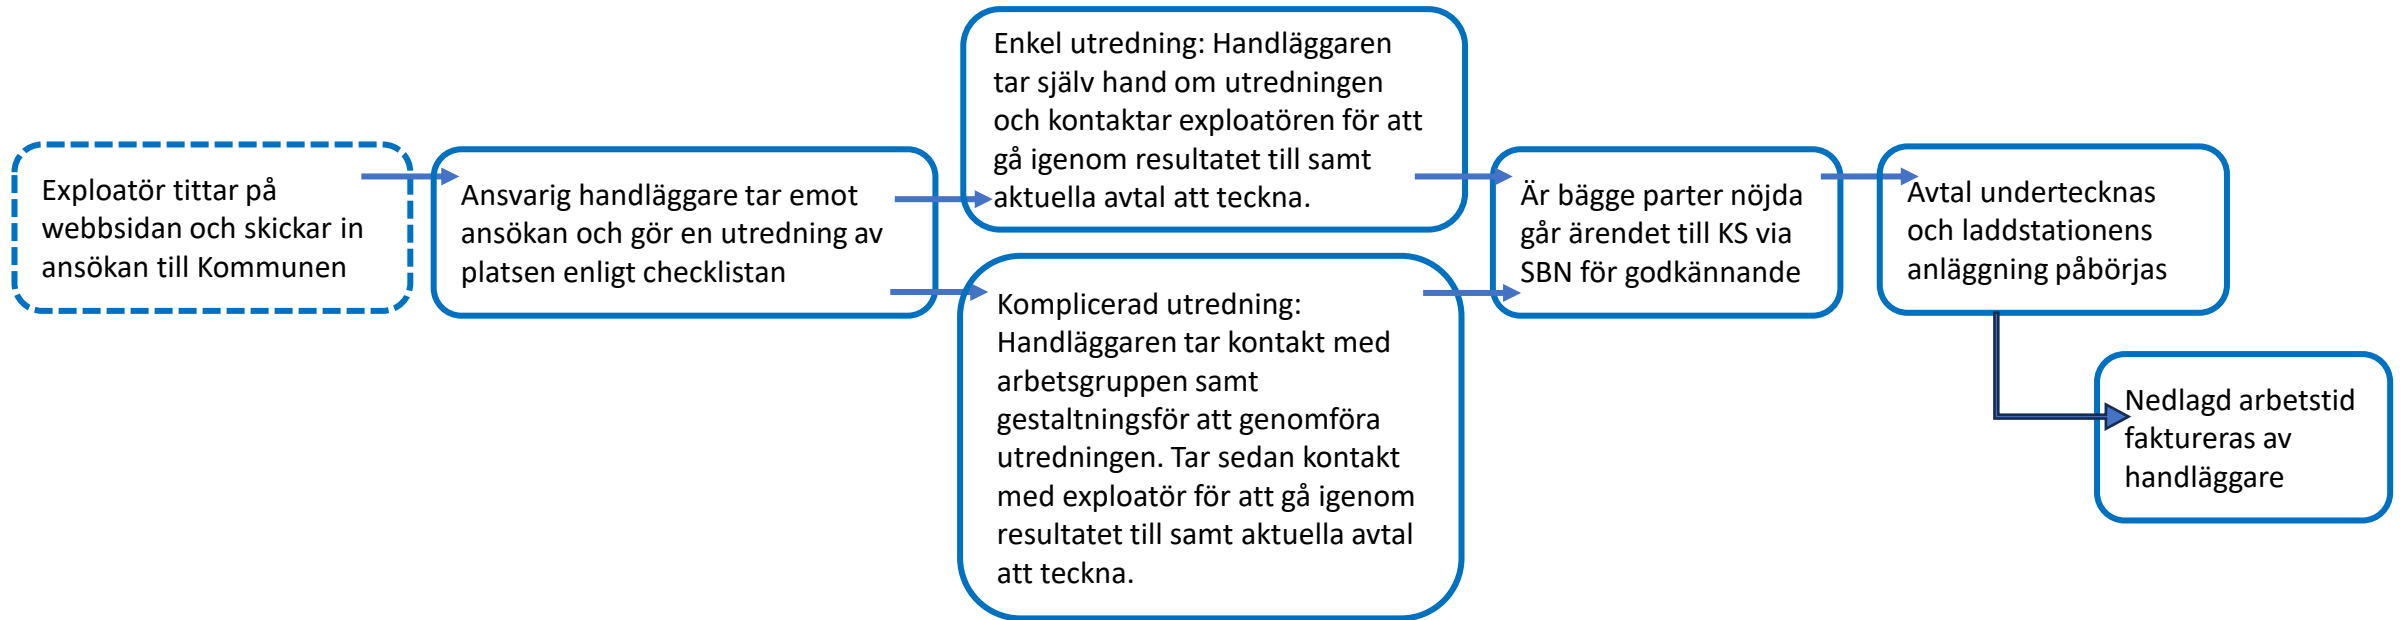 Exploatör tittar på
webbsidan och skickar in
ansökan till Kommunen
Ansvarig handläggare tar emot
ansökan och gör en utredning av
platsen enligt checklistan
Enkel utredning: Handläggaren
tar själv hand om utredningen
och kontaktar exploatören för att
gå igenom resultatet till samt
aktuella avtal att teckna.
Komplicerad utredning:
Handläggaren tar kontakt med
arbetsgruppen samt
gestaltningsför att genomföra
utredningen. Tar sedan kontakt
med exploatör för att gå igenom
resultatet till samt aktuella avtal
att teckna.
Är bägge parter nöjda
går ärendet till KS via
SBN för godkännande
Avtal undertecknas
och laddstationens
anläggning påbörjas
Nedlagd arbetstid
faktureras av
handläggare